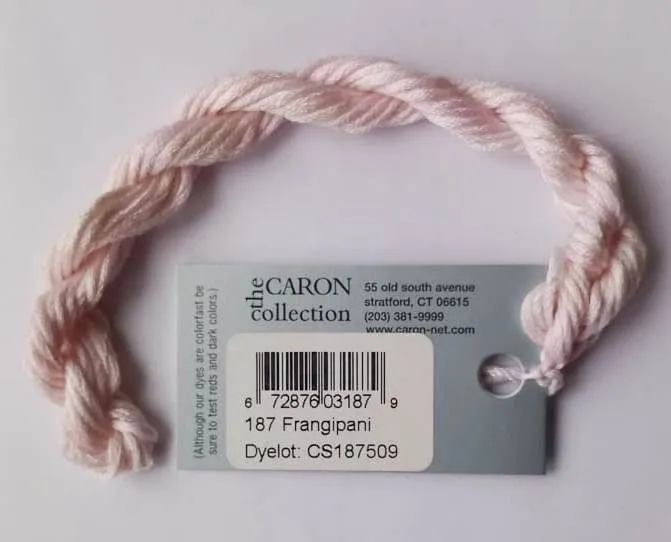 the CARON
collection
55 old south avenue
stratford, CT 06615
(203) 381-9999
www.caron-net.com
(Although our dyes are colorfast be
sure to test reds and dark colors.)
6 72876 03187 9
187 Frangipani
Dyelot: CS187509